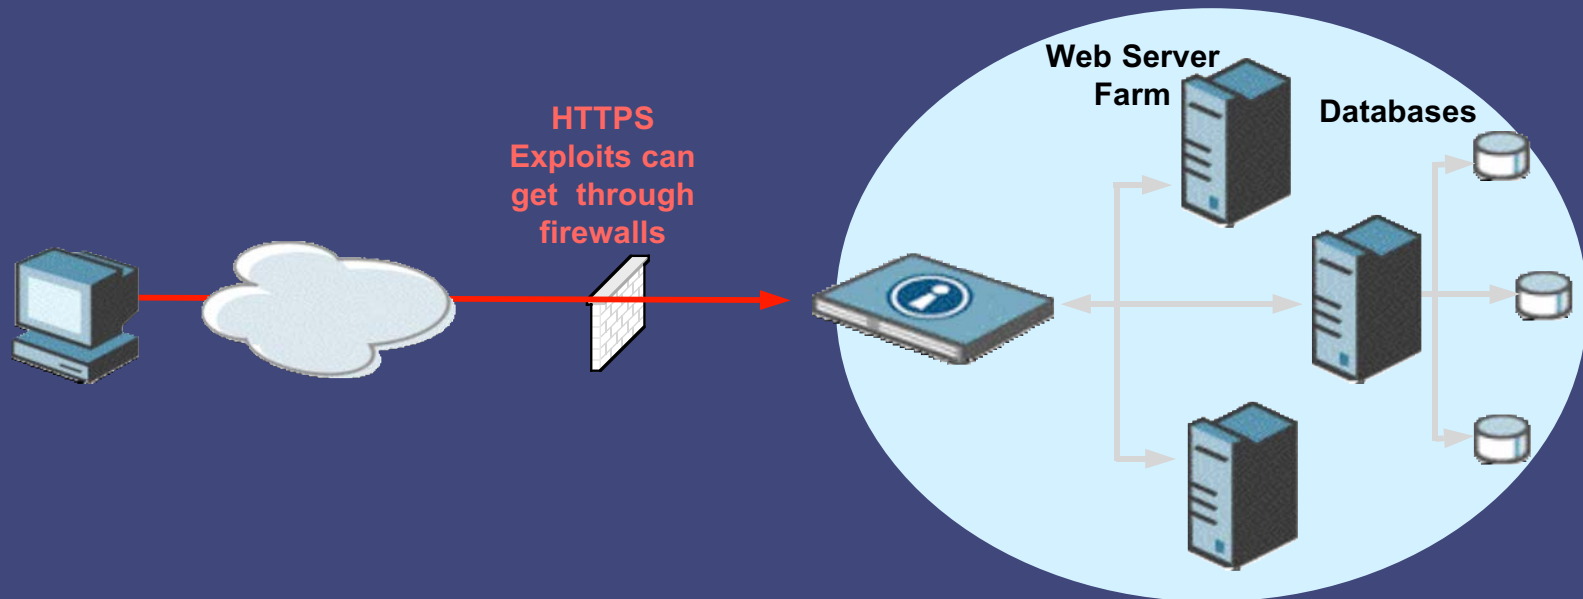 HTTPS
Exploits can
get through
firewalls
Web Server
Farm
Databases